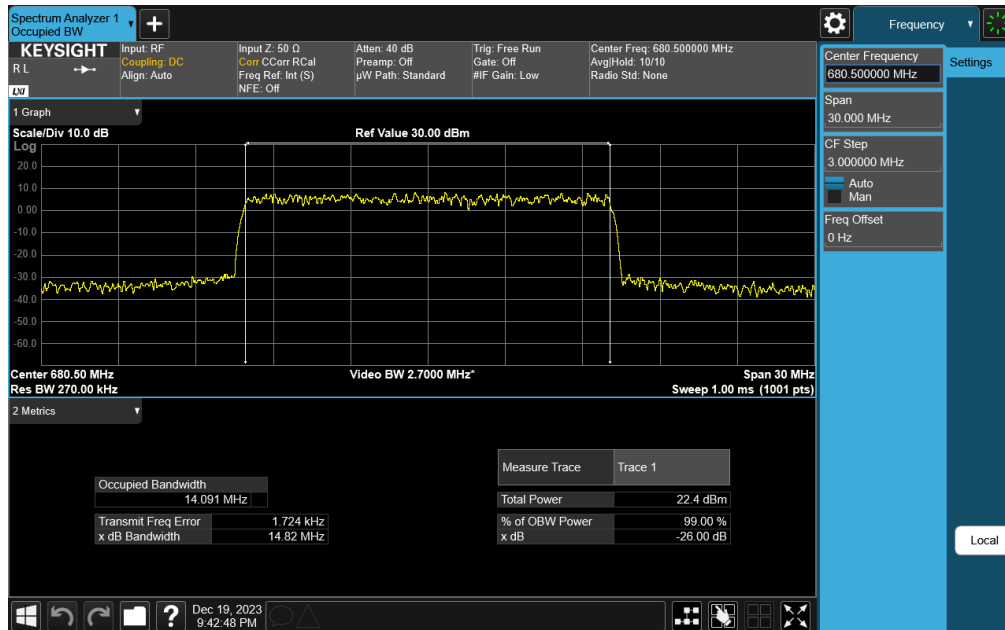 Spectrum Analyzer 1
Occupied BW
Frequency
KEYSIGHT
R L
LXI
Input: RF
Coupling: DC
Align: Auto
Input Z: 50 Ω
Corr CCorr RCal
Freq Ref: Int (S)
NFE: Off
Atten: 40 dB
Preamp: Off
µW Path: Standard
Trig: Free Run
Gate: Off
#IF Gain: Low
Center Freq: 680.500000 MHz
Avg|Hold: 10/10
Radio Std: None
Center Frequency
680.500000 MHz
Settings
Span
30.000 MHz
CF Step
3.000000 MHz
Auto
Man
Freq Offset
0 Hz
1 Graph
Scale/Div 10.0 dB
Ref Value 30.00 dBm
Log
20.0
10.0
0.00
-10.0
-20.0
-30.0
-40.0
-50.0
-60.0
Center 680.50 MHz
Video BW 2.7000 MHz*
Span 30 MHz
Res BW 270.00 kHz
Sweep 1.00 ms (1001 pts)
2 Metrics
Measure Trace Trace 1
Occupied Bandwidth
14.091 MHz
Total Power 22.4 dBm
Transmit Freq Error 1.724 kHz
% of OBW Power 99.00 %
x dB Bandwidth 14.82 MHz
x dB -26.00 dB
Local
?
Dec 19, 2023
9:42:48 PM